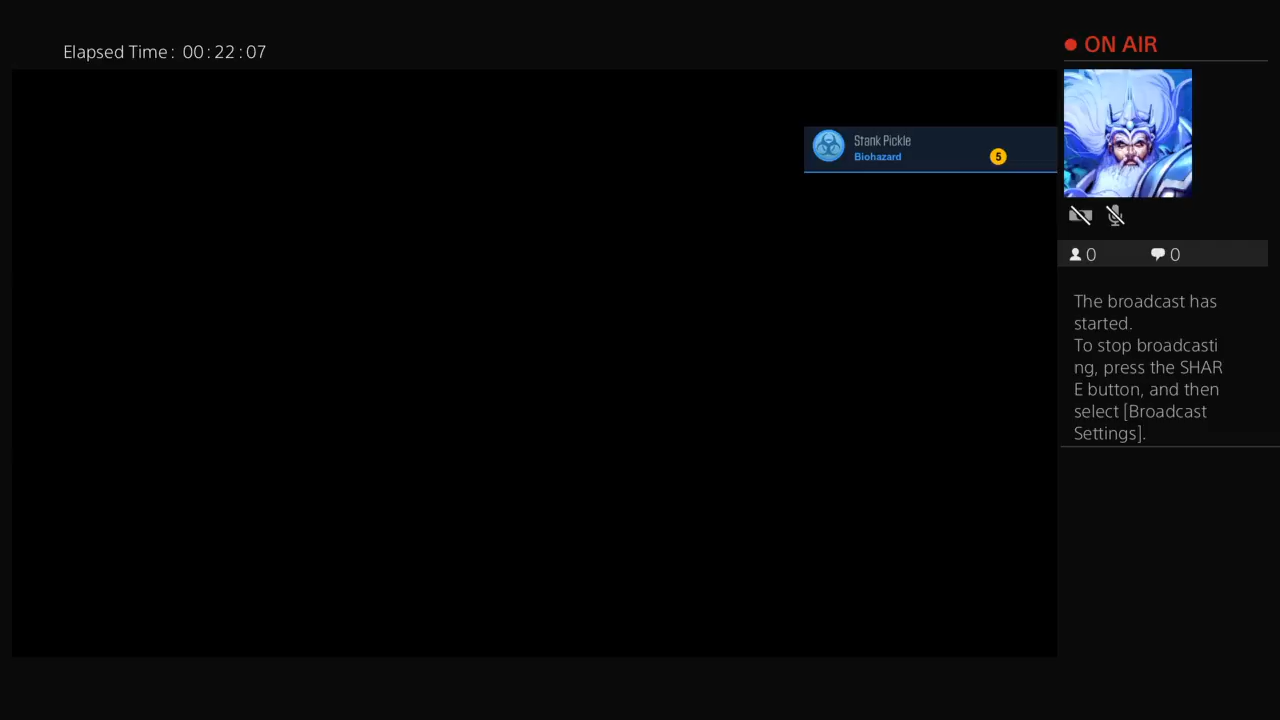 Elapsed Time: 00:22:07
ON AIR
Stank Pickle
Biohazard
5
0
0
The broadcast has
started.
To stop broadcasti
ng, press the SHAR
E button, and then
select [Broadcast
Settings].